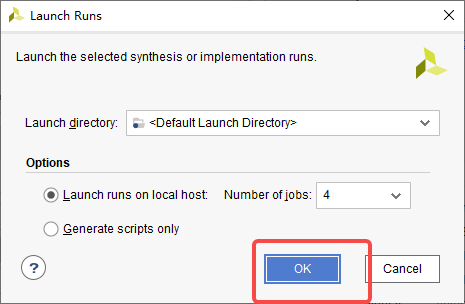 Launch Runs
Launch the selected synthesis or implementation runs.
Launch directory: <Default Launch Directory>
Options
Launch runs on local host: Number of jobs: 4
Generate scripts only
? OK Cancel